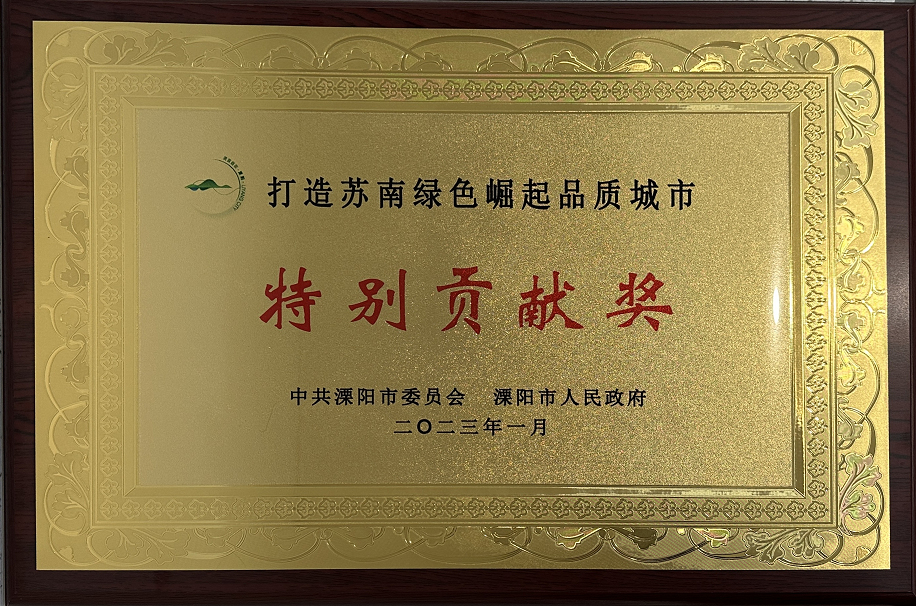 打造苏南绿色崛起品质城市
特别贡献奖
中共溧阳市委员会 溧阳市人民政府
二〇二三年一月